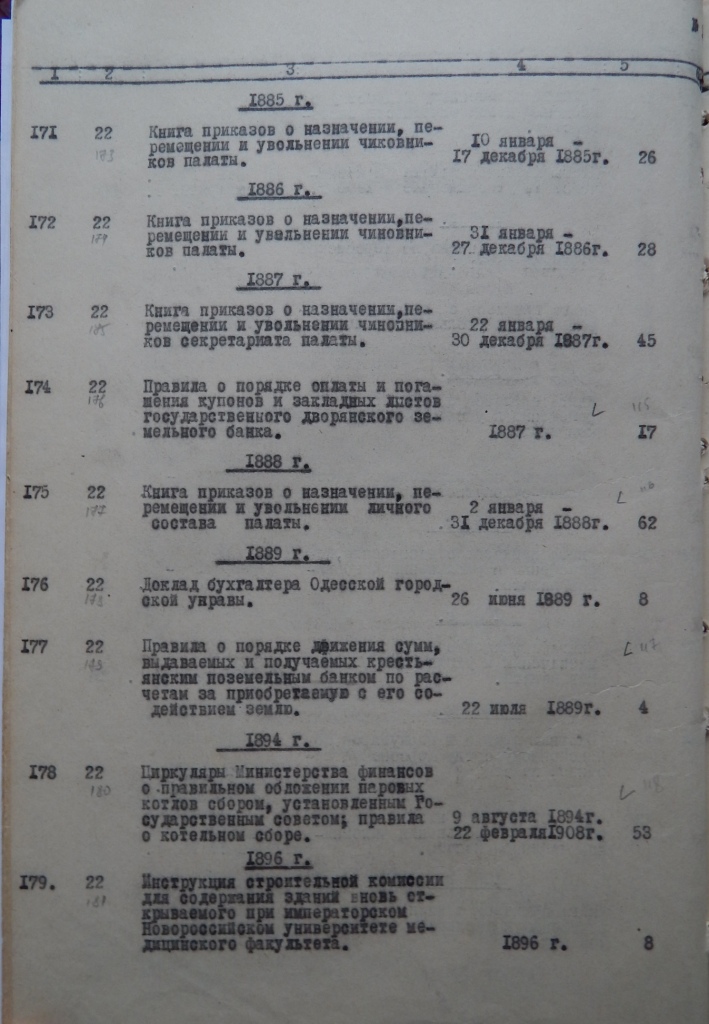 1 2 3 4 5
1885 г.
171 22 Книга приказов о назначении, пе-
ремещении и увольнении чиковни- 10 января -
ков палаты. 17 декабря 1885г. 26
1886 г.
172 22 Книга приказов о назначении,пе-
179 ремещении и увольнении чиновни- 31 января -
ков палаты. 27 декабря 1886г. 28
1887 г.
173 22 Книга приказов о назначении,пе-
ремещении и увольнении чиновни- 22 января -
ков секретариата палаты. 30 декабря 1887г. 45
174 22 Правила о порядке оплаты и пога-
176 шения купонов и закладных листов
государственного дворянского зе-
мельного банка. 1887 г. 17
1888 г.
175 22 Книга приказов о назначении, пе-
177 ремещении и увольнении личного 2 января -
состава палаты. 31 декабря 1888г. 62
1889 г.
176 22 Доклад бухгалтера Одесской город-
ской управы. 26 июня 1889 г. 8
177 22 Правила о порядке движения сумм,
выдаваемых и получаемых кресть- 117
янским поземельным банком по рас-
четам за приобретаемую с его со-
действием землю. 22 июля 1889г. 4
1894 г.
178 22 Циркуляры Министерства финансов
180 о правильном обложении паровых 118
котлов сбором, установленным Го-
сударственным советом; правила 9 августа 1894г.
о котельном сборе. 22 февраля1908г. 53
1896 г.
179. 22 Инструкция строительной комиссии
181 для содержания зданий вновь от-
крываемого при императорском
Новороссийском университете ме-
дицинского факультета. 1896 г. 8